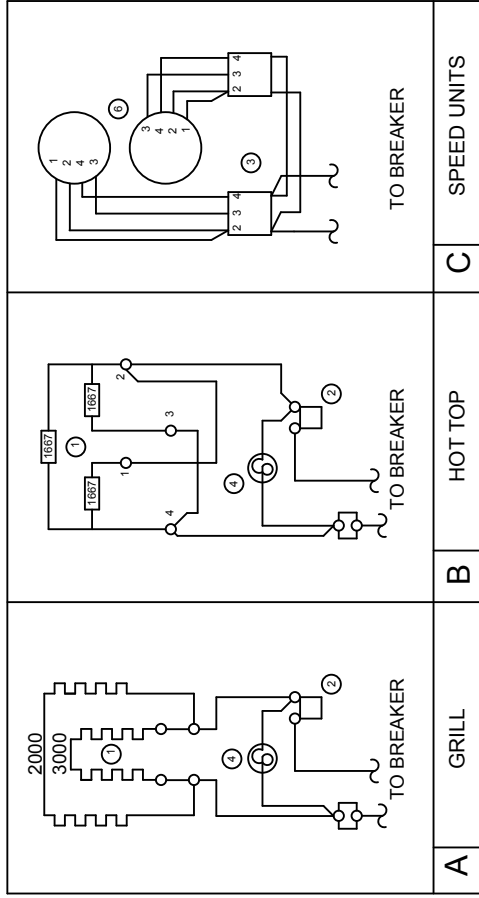 2000
3000
1
4
2
TO BREAKER
A
GRILL
1667
1
1667
1667
2
1
3
4
4
2
TO BREAKER
B
HOT TOP
1
2
4
3
6
3
4
2
1
2 3 4
2 3 4
3
TO BREAKER
C
SPEED UNITS